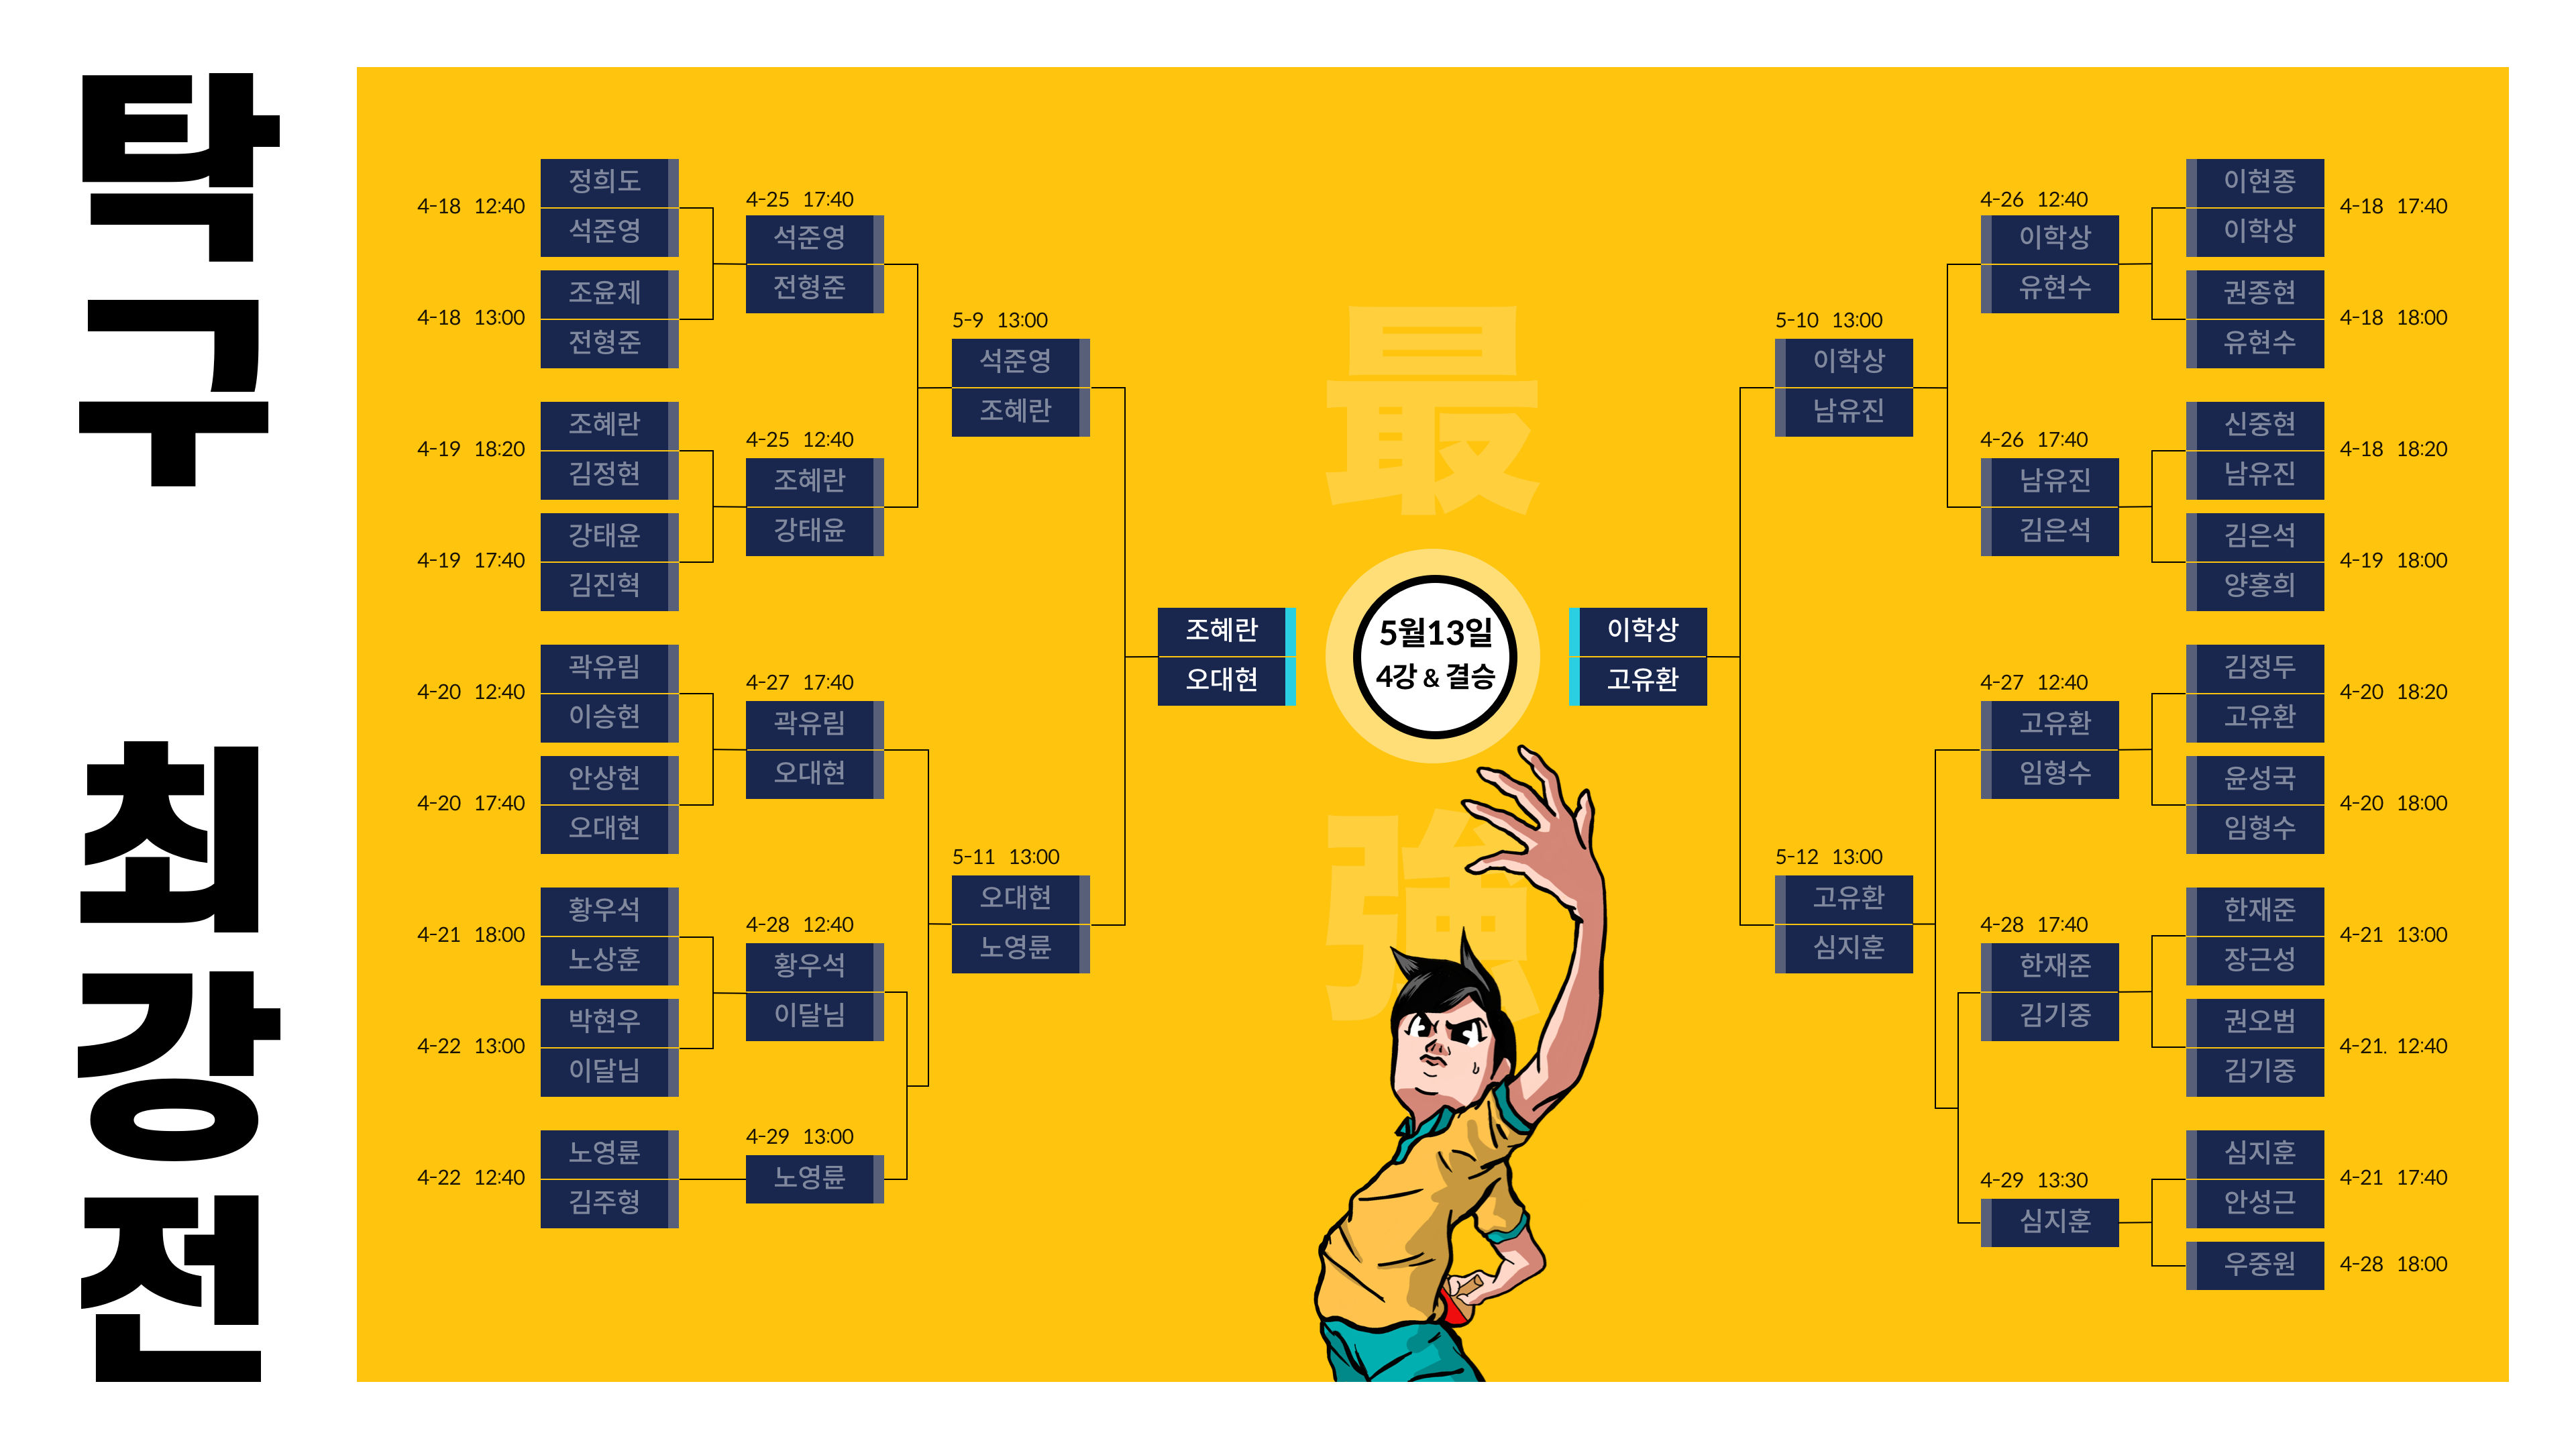 탁구 최강전
4-18 12:40
정희도
석준영
4-18 13:00
조윤제
전형준
4-19 18:20
조혜란
김정현
4-19 17:40
강태윤
김진혁
4-20 12:40
곽유림
이승현
4-20 17:40
안상현
오대현
4-21 18:00
황우석
노상훈
4-22 13:00
박현우
이달님
4-22 12:40
노영륜
김주형
4-25 17:40
석준영
전형준
4-25 12:40
조혜란
강태윤
4-27 17:40
곽유림
오대현
4-28 12:40
황우석
이달님
4-29 13:00
노영륜
5-9 13:00
석준영
조혜란
5-11 13:00
오대현
노영륜
조혜란
오대현
最
5월13일
4강 & 결승
強
이학상
고유환
5-10 13:00
이학상
남유진
5-12 13:00
고유환
심지훈
4-26 12:40
이학상
유현수
4-26 17:40
남유진
김은석
4-27 12:40
고유환
임형수
4-28 17:40
한재준
김기중
4-29 13:30
심지훈
이현종
이학상
4-18 17:40
권종현
유현수
4-18 18:00
신중현
남유진
4-18 18:20
김은석
양홍희
4-19 18:00
김정두
고유환
4-20 18:20
윤성국
임형수
4-20 18:00
한재준
장근성
4-21 13:00
권오범
김기중
4-21. 12:40
심지훈
안성근
4-21 17:40
우중원
4-28 18:00